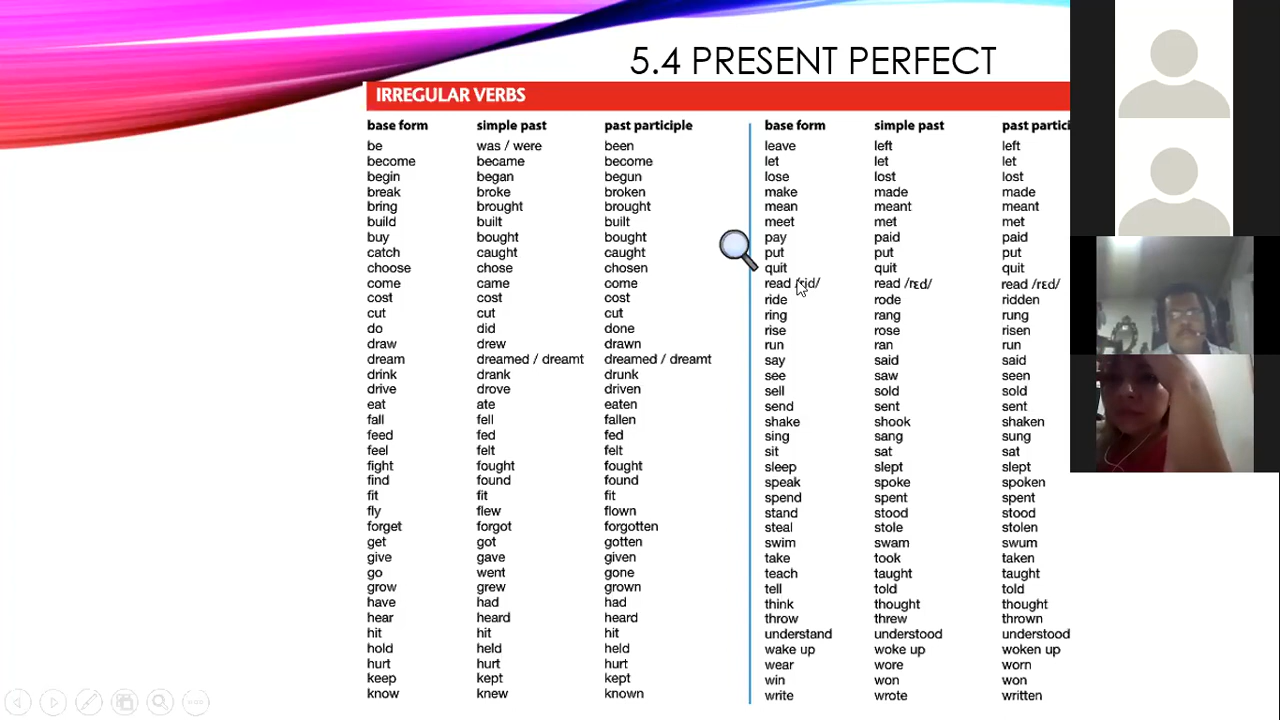 5.4 PRESENT PERFECT
IRREGULAR VERBS
base form simple past past participle
be was / were been
become became become
begin began begun
break broke broken
bring brought brought
build built built
buy bought bought
catch caught caught
choose chose chosen
come came come
cost cost cost
cut cut cut
do did done
draw drew drawn
dream dreamed / dreamt dreamed / dreamt
drink drank drunk
drive drove driven
eat ate eaten
fall fell fallen
feed fed fed
feel felt felt
fight fought fought
find found found
fit fit fit
fly flew flown
forget forgot forgotten
get got gotten
give gave given
go went gone
grow grew grown
have had had
hear heard heard
hit hit hit
hold held held
hurt hurt hurt
keep kept kept
know knew known
base form simple past past partici
leave left left
let let let
lose lost lost
make made made
mean meant meant
meet met met
pay paid paid
put put put
quit quit quit
read read /rɛd/ read /rɛd/
ride rode ridden
ring rang rung
rise rose risen
run ran run
say said said
see saw seen
sell sold sold
send sent sent
shake shook shaken
sing sang sung
sit sat sat
sleep slept slept
speak spoke spoken
spend spent spent
stand stood stood
steal stole stolen
swim swam swum
take took taken
teach taught taught
tell told told
think thought thought
throw threw thrown
understand understood understood
wake up woke up woken up
wear wore worn
win won won
write wrote written